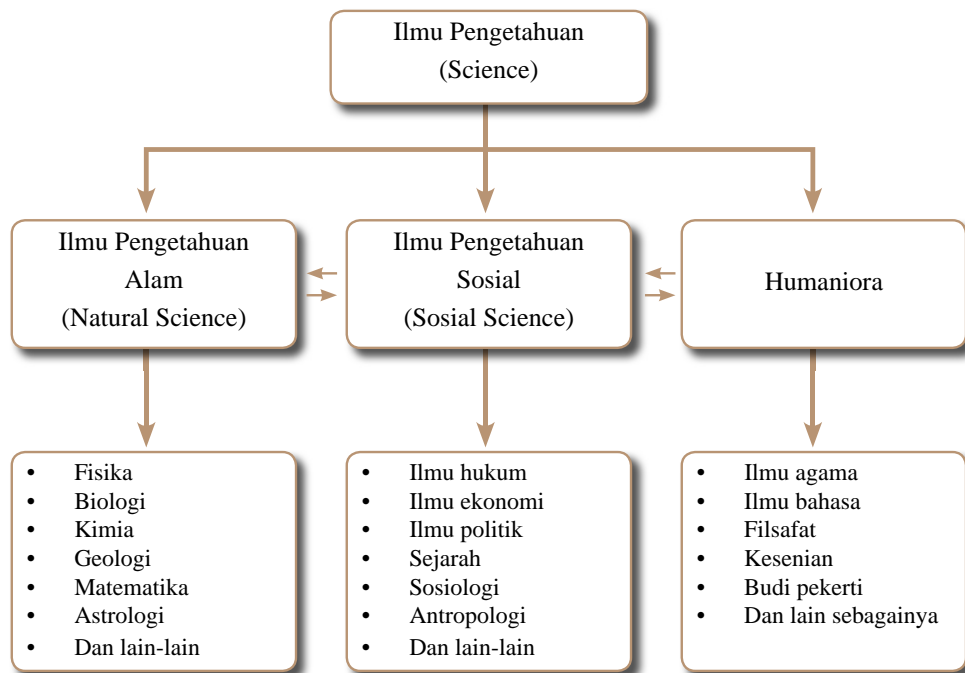 Ilmu Pengetahuan
(Science)
Ilmu Pengetahuan
Alam
(Natural Science)
Ilmu Pengetahuan
Sosial
(Sosial Science)
Humaniora
• Fisika
• Biologi
• Kimia
• Geologi
• Matematika
• Astrologi
• Dan lain-lain
• Ilmu hukum
• Ilmu ekonomi
• Ilmu politik
• Sejarah
• Sosiologi
• Antropologi
• Dan lain-lain
• Ilmu agama
• Ilmu bahasa
• Filsafat
• Kesenian
• Budi pekerti
• Dan lain sebagainya